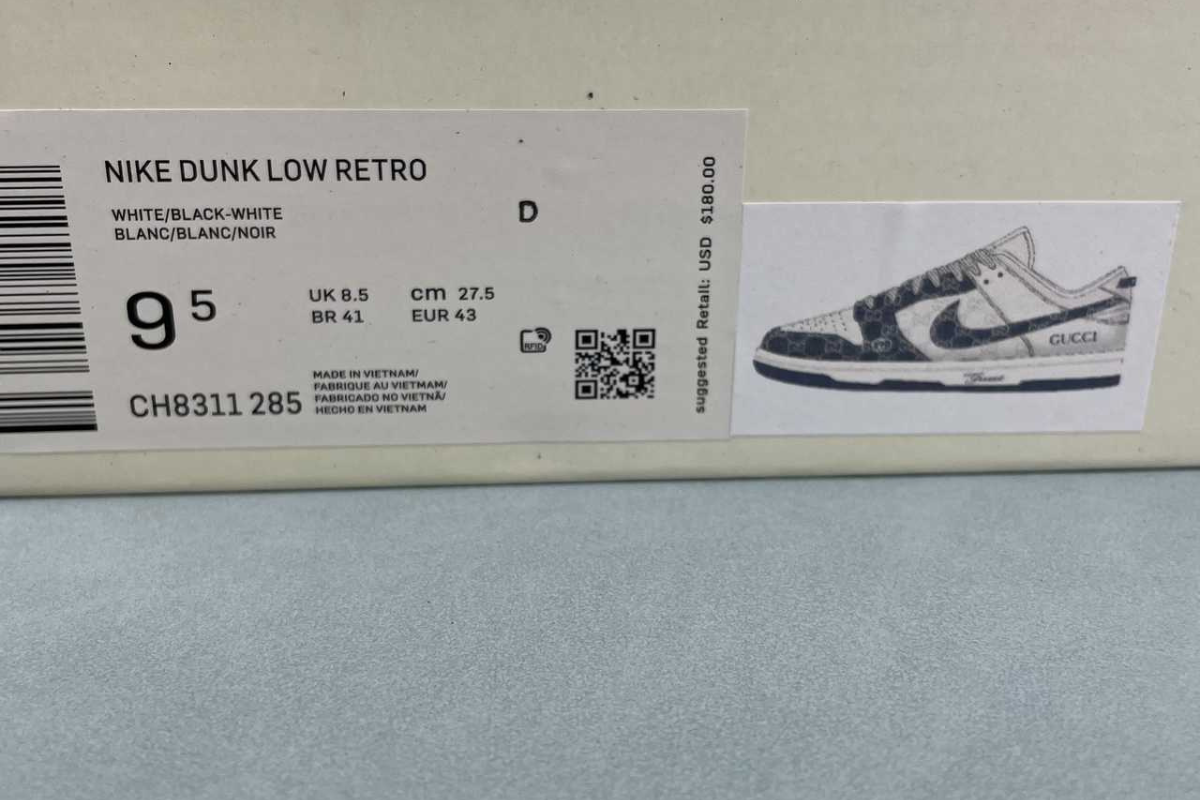 NIKE DUNK LOW RETRO
WHITE/BLACK-WHITE
BLANC/BLANC/NOIR
D
9 5
UK 8.5 cm 27.5
BR 41 EUR 43
RFID
CH8311 285
MADE IN VIETNAM/
FABRIQUE AU VIETMAM/
FABRICADO NO VIETNÃ/
HECHO EN VIETNAM
suggested Retail: USD $180.00
GUCCI